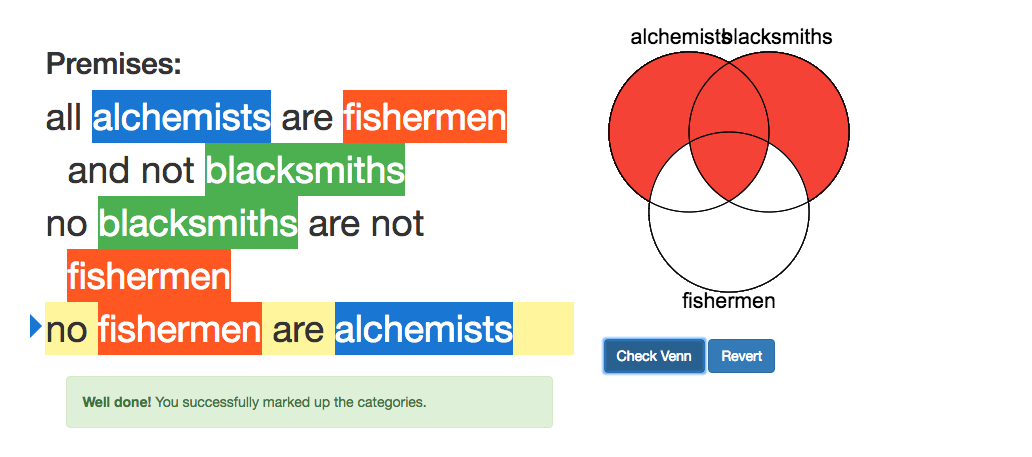 Premises:
all alchemists are fishermen
and not blacksmiths
no blacksmiths are not
fishermen
no fishermen are alchemists
Well done! You successfully marked up the categories.
alchemists blacksmiths
fishermen
Check Venn Revert